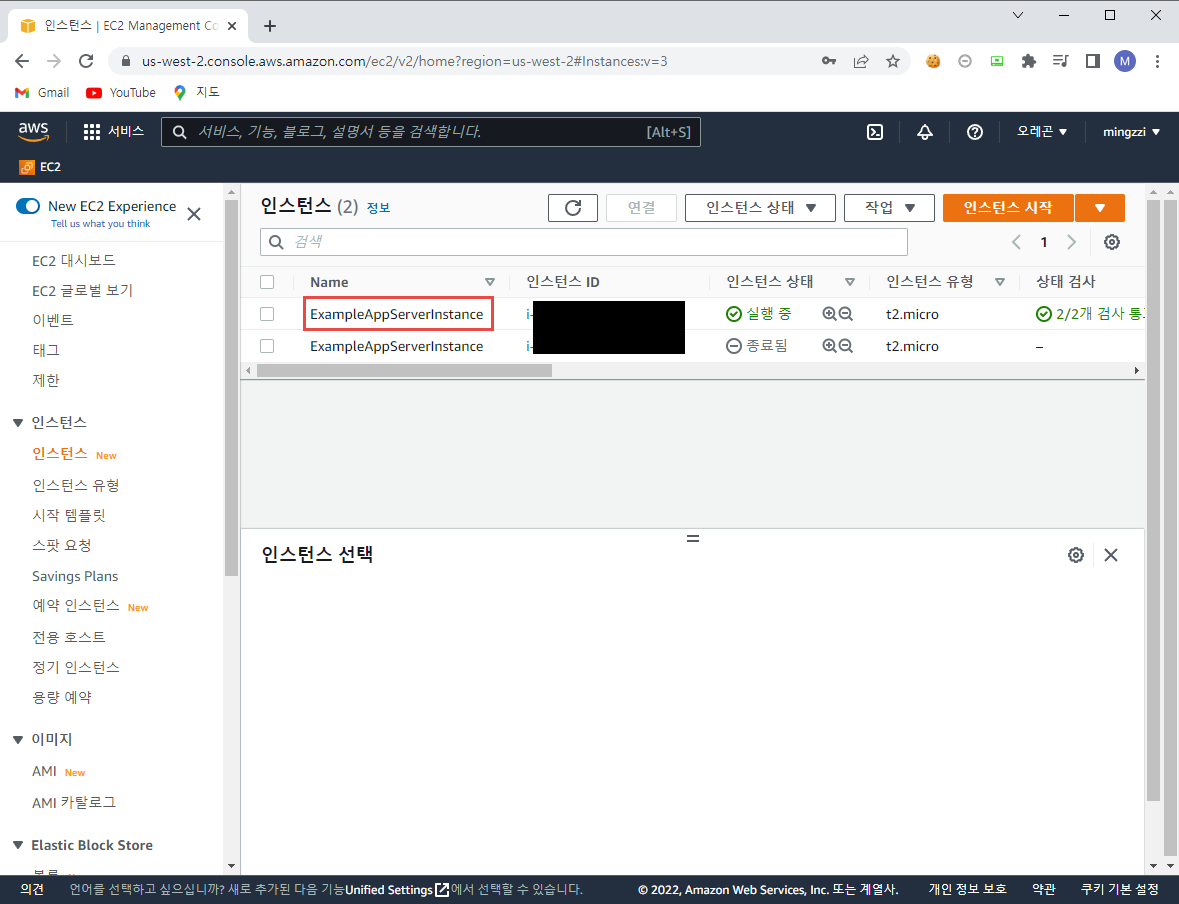 인스턴스 | EC2 Management Co
us-west-2.console.aws.amazon.com/ec2/v2/home?region=us-west-2#Instances:v=3
M
Gmail YouTube 지도
aws 서비스 서비스, 기능, 블로그, 설명서 등을 검색합니다. [Alt+S] 오레곤 ▼ mingzzi ▼
EC2
New EC2 Experience
Tell us what you think
EC2 대시보드
EC2 글로벌 보기
이벤트
태그
제한
▼ 인스턴스
인스턴스 New
인스턴스 유형
시작 템플릿
스팟 요청
Savings Plans
예약 인스턴스 New
전용 호스트
정기 인스턴스
용량 예약
▼ 이미지
AMI New
AMI 카탈로그
▼ Elastic Block Store
인스턴스 (2) 정보 연결 인스턴스 상태 ▼ 작업 ▼ 인스턴스 시작 ▼
검색 1
Name 인스턴스 ID 인스턴스 상태 인스턴스 유형 상태 검사
ExampleAppServerInstance i- 실행 중 t2.micro 2/2개 검사 통
ExampleAppServerInstance i- 종료됨 t2.micro –
인스턴스 선택
의견 언어를 선택하고 싶으십니까? 새로 추가된 다음 기능Unified Settings에서 선택할 수 있습니다. © 2022, Amazon Web Services, Inc. 또는 계열사. 개인 정보 보호 약관 쿠키 기본 설정